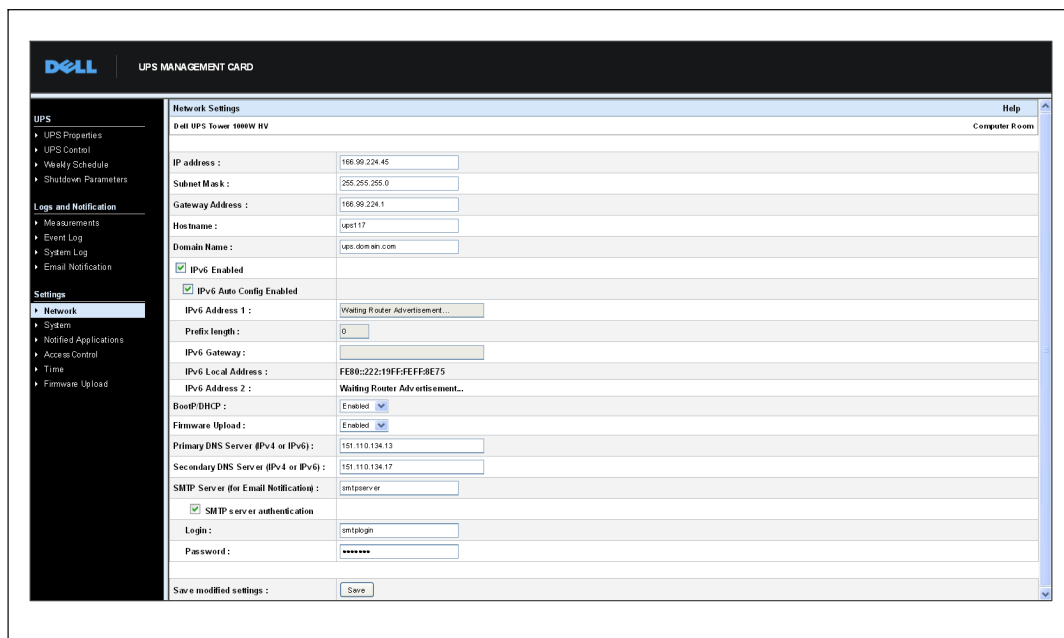 DELL
UPS MANAGEMENT CARD
UPS
UPS Properties
UPS Control
Weekly Schedule
Shutdown Parameters
Logs and Notification
Measurements
Event Log
System Log
Email Notification
Settings
Network
System
Notified Applications
Access Control
Time
Firmware Upload
Network Settings Help
Dell UPS Tower 1000W HV Computer Room
IP address : 166.99.224.45
Subnet Mask : 255.255.255.0
Gateway Address : 166.99.224.1
Hostname : ups117
Domain Name : ups.domain.com
IPv6 Enabled
IPv6 Auto Config Enabled
IPv6 Address 1 : Waiting Router Advertisement...
Prefix length : 0
IPv6 Gateway :
IPv6 Local Address : FE80::222:19FF:FEFF:8E75
IPv6 Address 2 : Waiting Router Advertisement...
BootP/DHCP : Enabled
Firmware Upload : Enabled
Primary DNS Server (IPv4 or IPv6) : 151.110.134.13
Secondary DNS Server (IPv4 or IPv6) : 151.110.134.17
SMTP Server (for Email Notification) : smtpserver
SMTP server authentication
Login : smtplogin
Password : •••••••
Save modified settings : Save